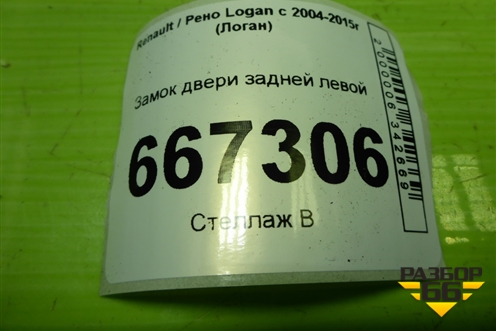 Renault / Рено Logan с 2004-2015г
(Логан)
Замок двери задней левой
667306
Стеллаж В
2000006342669
РАЗБОР
66